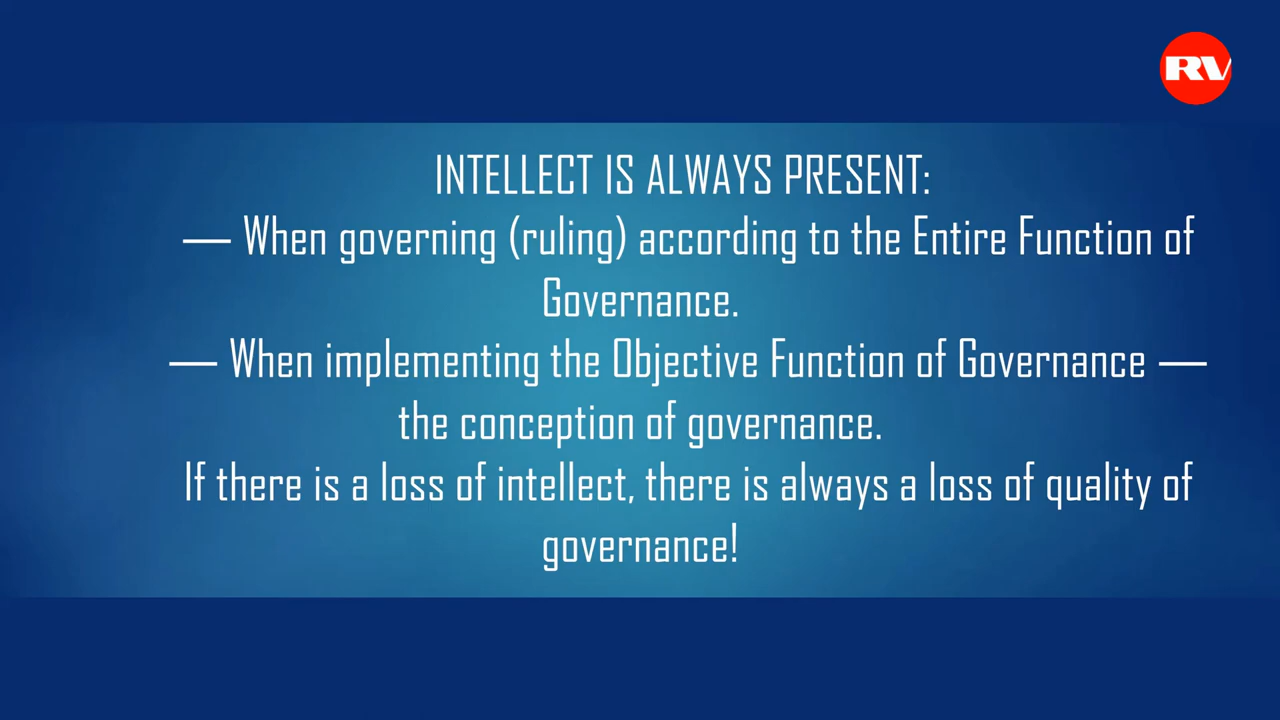 RV
INTELLECT IS ALWAYS PRESENT:
— When governing (ruling) according to the Entire Function of
Governance.
— When implementing the Objective Function of Governance —
the conception of governance.
If there is a loss of intellect, there is always a loss of quality of
governance!